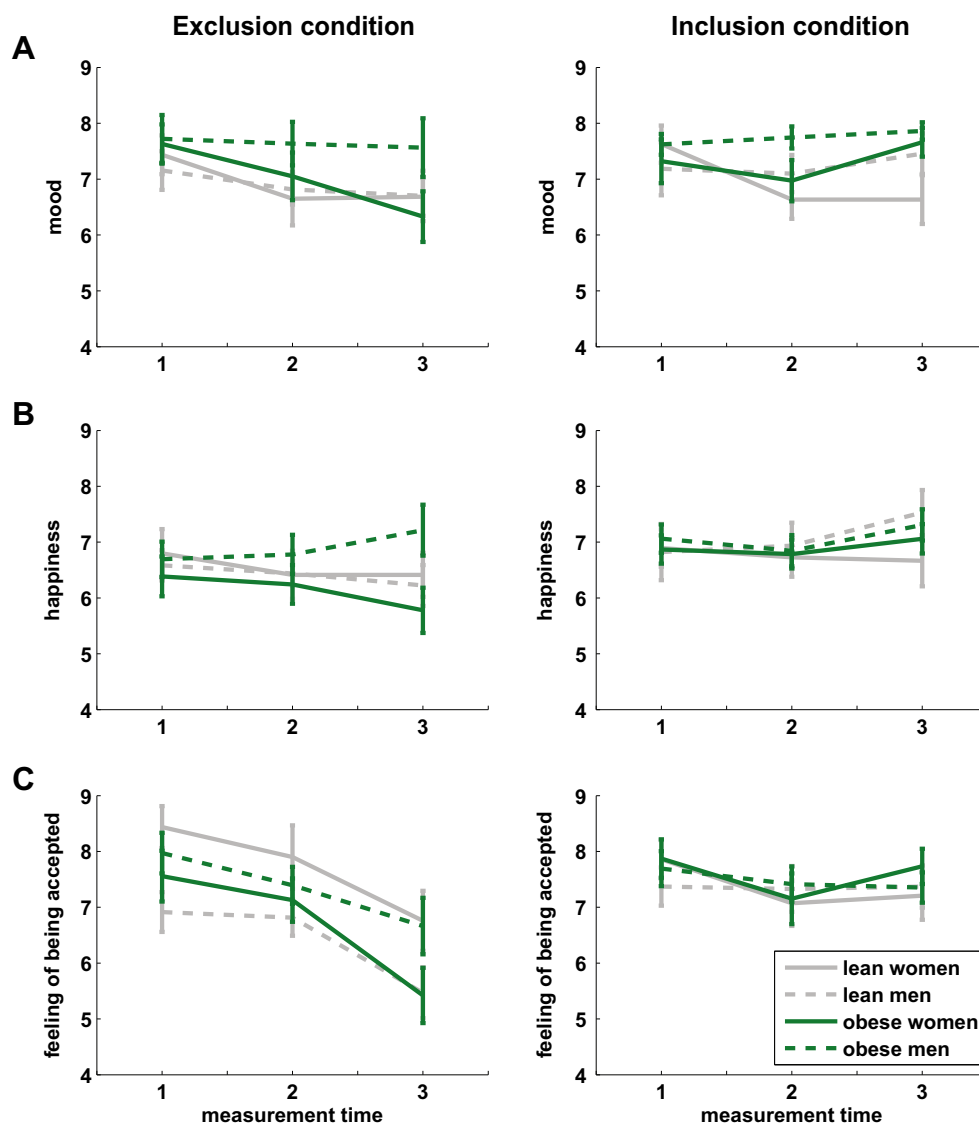 Exclusion condition
Inclusion condition
A
9
8
7
6
5
4
mood
1 2 3
9
8
7
6
5
4
mood
1 2 3
B
9
8
7
6
5
4
happiness
1 2 3
9
8
7
6
5
4
happiness
1 2 3
C
9
8
7
6
5
4
feeling of being accepted
1 2 3
measurement time
9
8
7
6
5
4
feeling of being accepted
1 2 3
measurement time
lean women
lean men
obese women
obese men